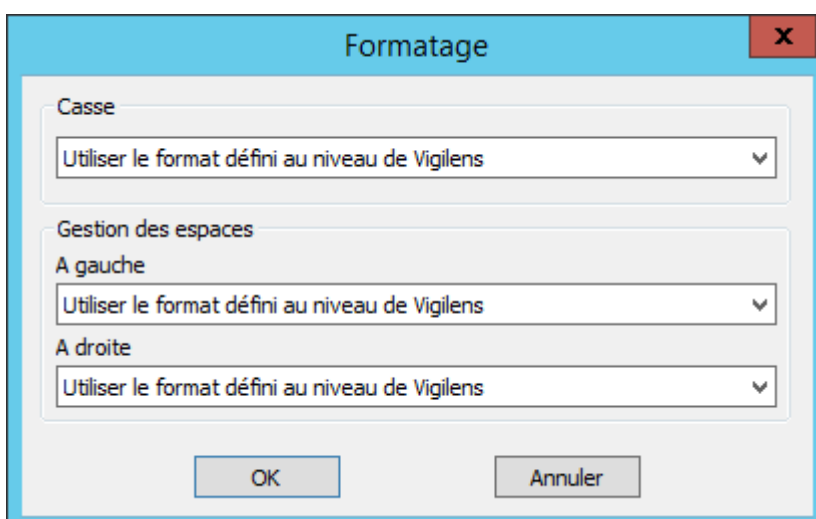 Formatage
x
Casse
Utiliser le format défini au niveau de Vigilens
Gestion des espaces
A gauche
Utiliser le format défini au niveau de Vigilens
A droite
Utiliser le format défini au niveau de Vigilens
OK Annuler